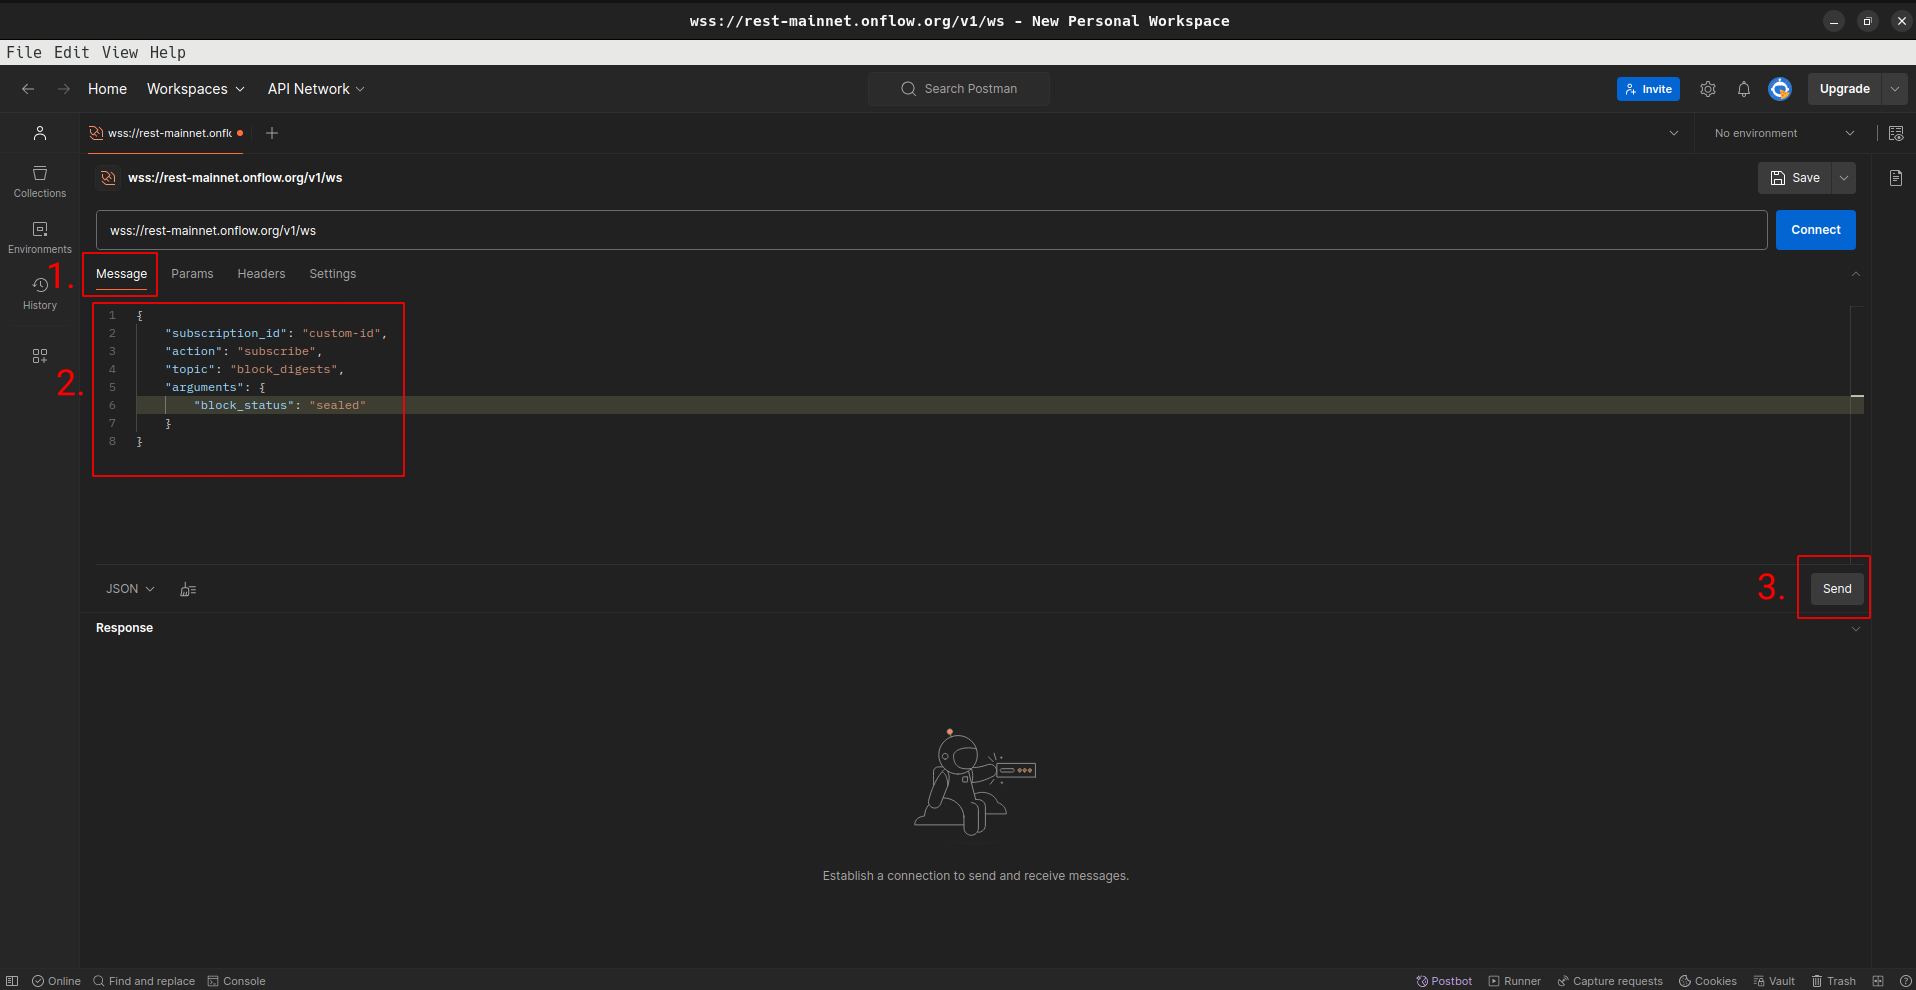 wss://rest-mainnet.onflow.org/v1/ws - New Personal Workspace
File Edit View Help
Home Workspaces API Network
Search Postman
Invite
Upgrade
wss://rest-mainnet.onflo
No environment
wss://rest-mainnet.onflow.org/v1/ws
Save
Collections
wss://rest-mainnet.onflow.org/v1/ws
Connect
Environments
1.
Message Params Headers Settings
History
2.
1 {
2 "subscription_id": "custom-id",
3 "action": "subscribe",
4 "topic": "block_digests",
5 "arguments": {
6 "block_status": "sealed"
7 }
8 }
JSON
3.
Send
Response
Establish a connection to send and receive messages.
Online Find and replace Console
Postbot Runner Capture requests Cookies Vault Trash